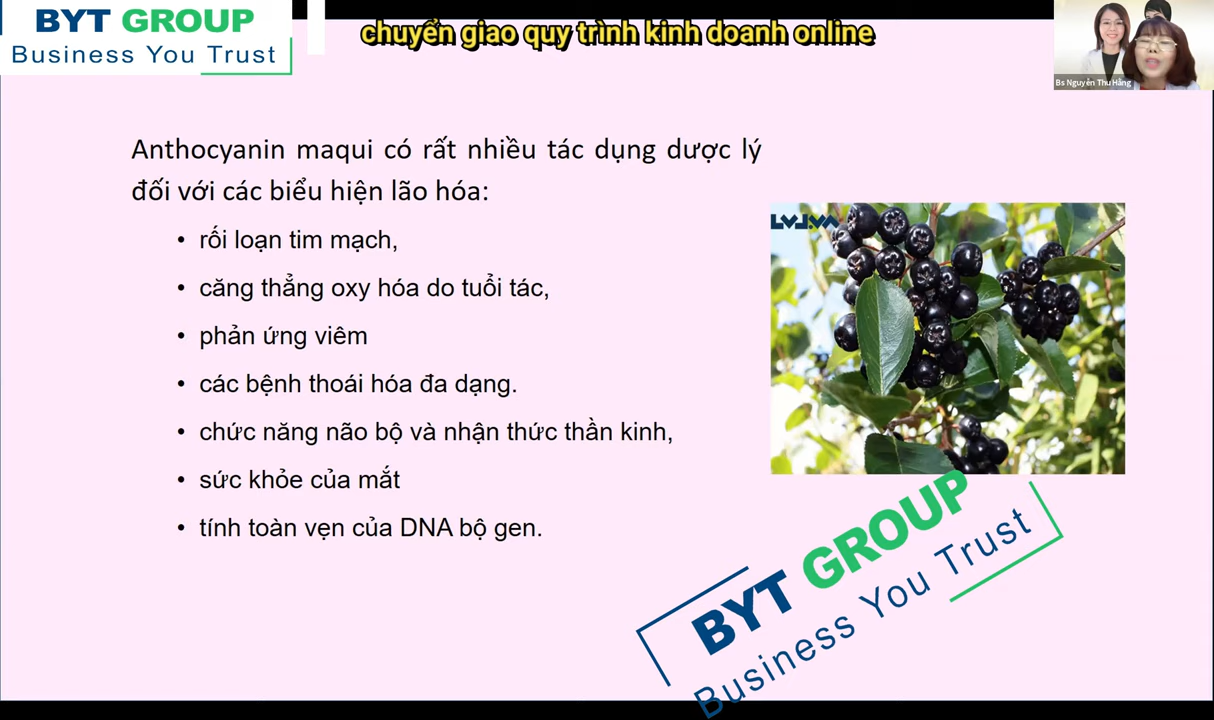 BYT GROUP
Business You Trust
chuyển giao quy trình kinh doanh online
Bs Nguyễn Thu Hằng
Anthocyanin maqui có rất nhiều tác dụng dược lý
đối với các biểu hiện lão hóa:
• rối loạn tim mạch,
• căng thẳng oxy hóa do tuổi tác,
• phản ứng viêm
• các bệnh thoái hóa đa dạng.
• chức năng não bộ và nhận thức thần kinh,
• sức khỏe của mắt
• tính toàn vẹn của DNA bộ gen.
BYT GROUP
Business You Trust